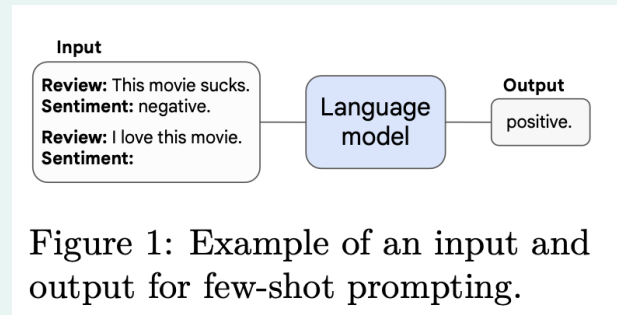 Input
Review: This movie sucks.
Sentiment: negative.
Review: I love this movie.
Sentiment:
Language
model
Output
positive.
Figure 1: Example of an input and
output for few-shot prompting.